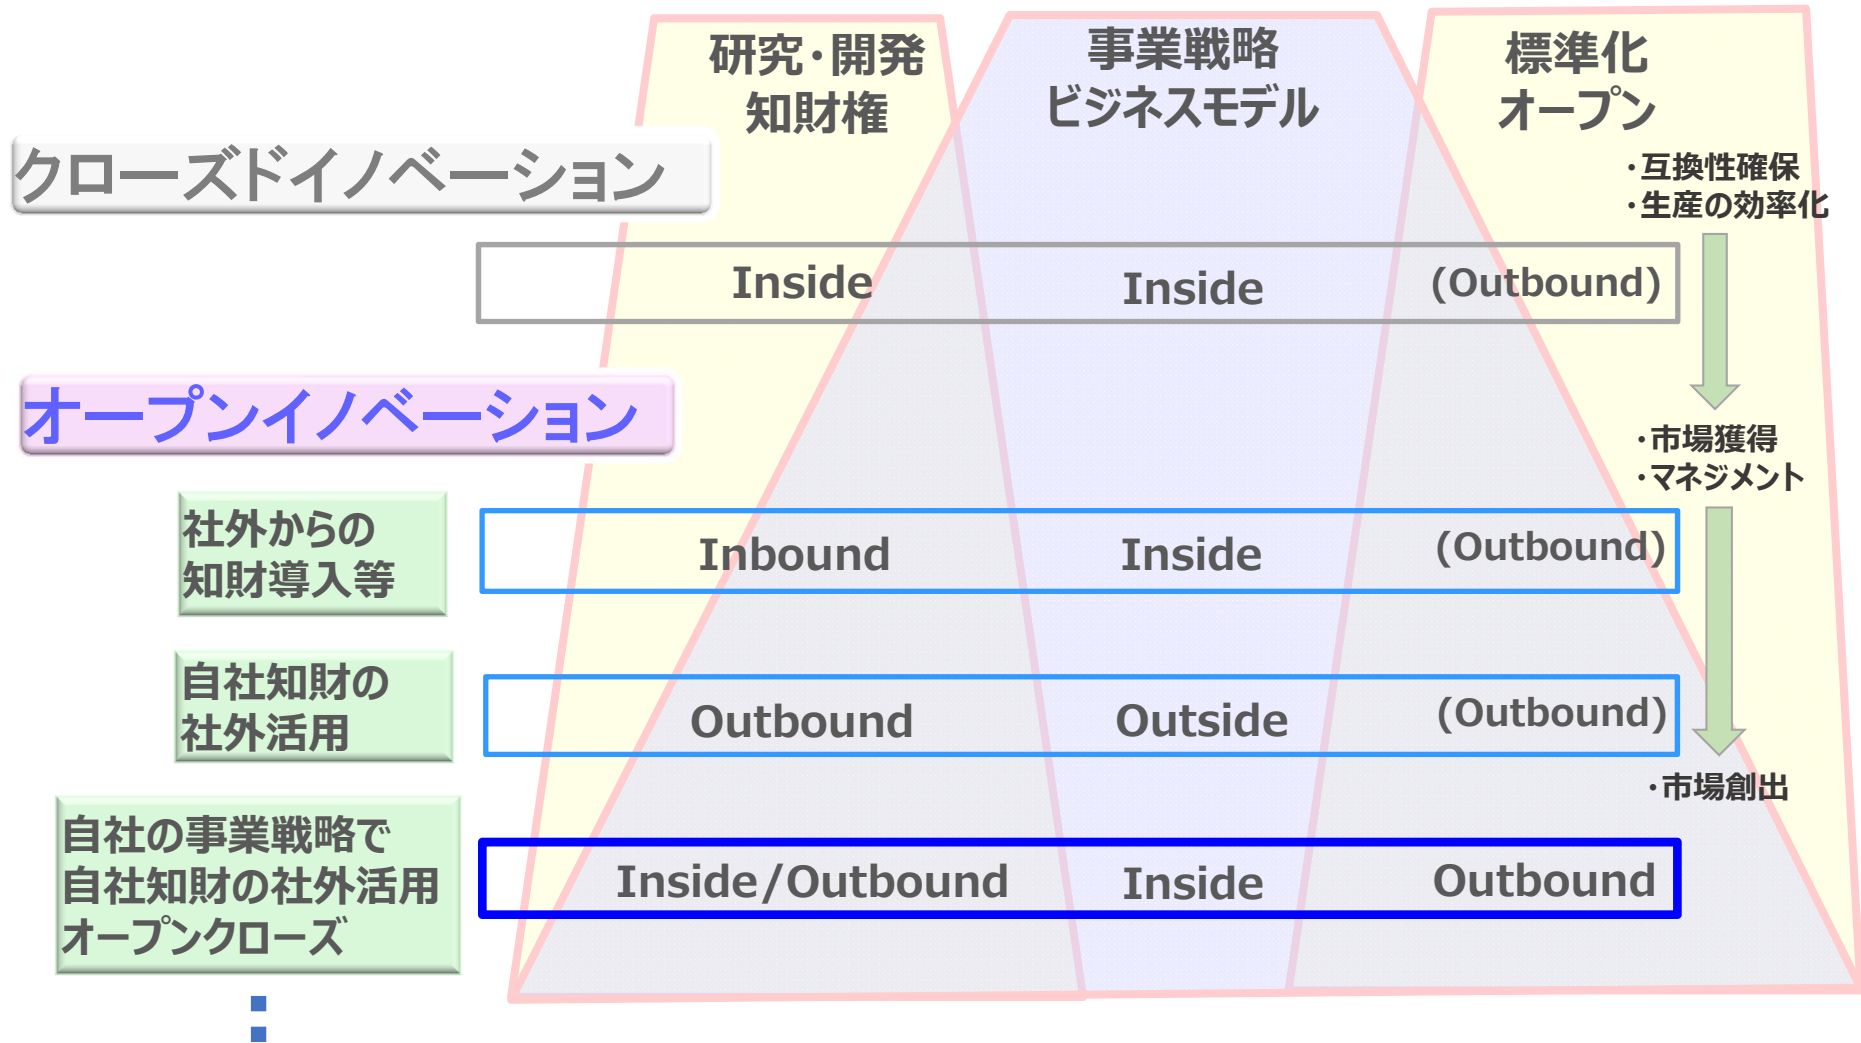 研究・開発
知財権
事業戦略
ビジネスモデル
標準化
オープン
クローズドイノベーション
・互換性確保
・生産の効率化
Inside
Inside
(Outbound)
オープンイノベーション
・市場獲得
・マネジメント
社外からの
知財導入等
Inbound
Inside
(Outbound)
自社知財の
社外活用
Outbound
Outside
(Outbound)
・市場創出
自社の事業戦略で
自社知財の社外活用
オープンクローズ
Inside/Outbound
Inside
Outbound